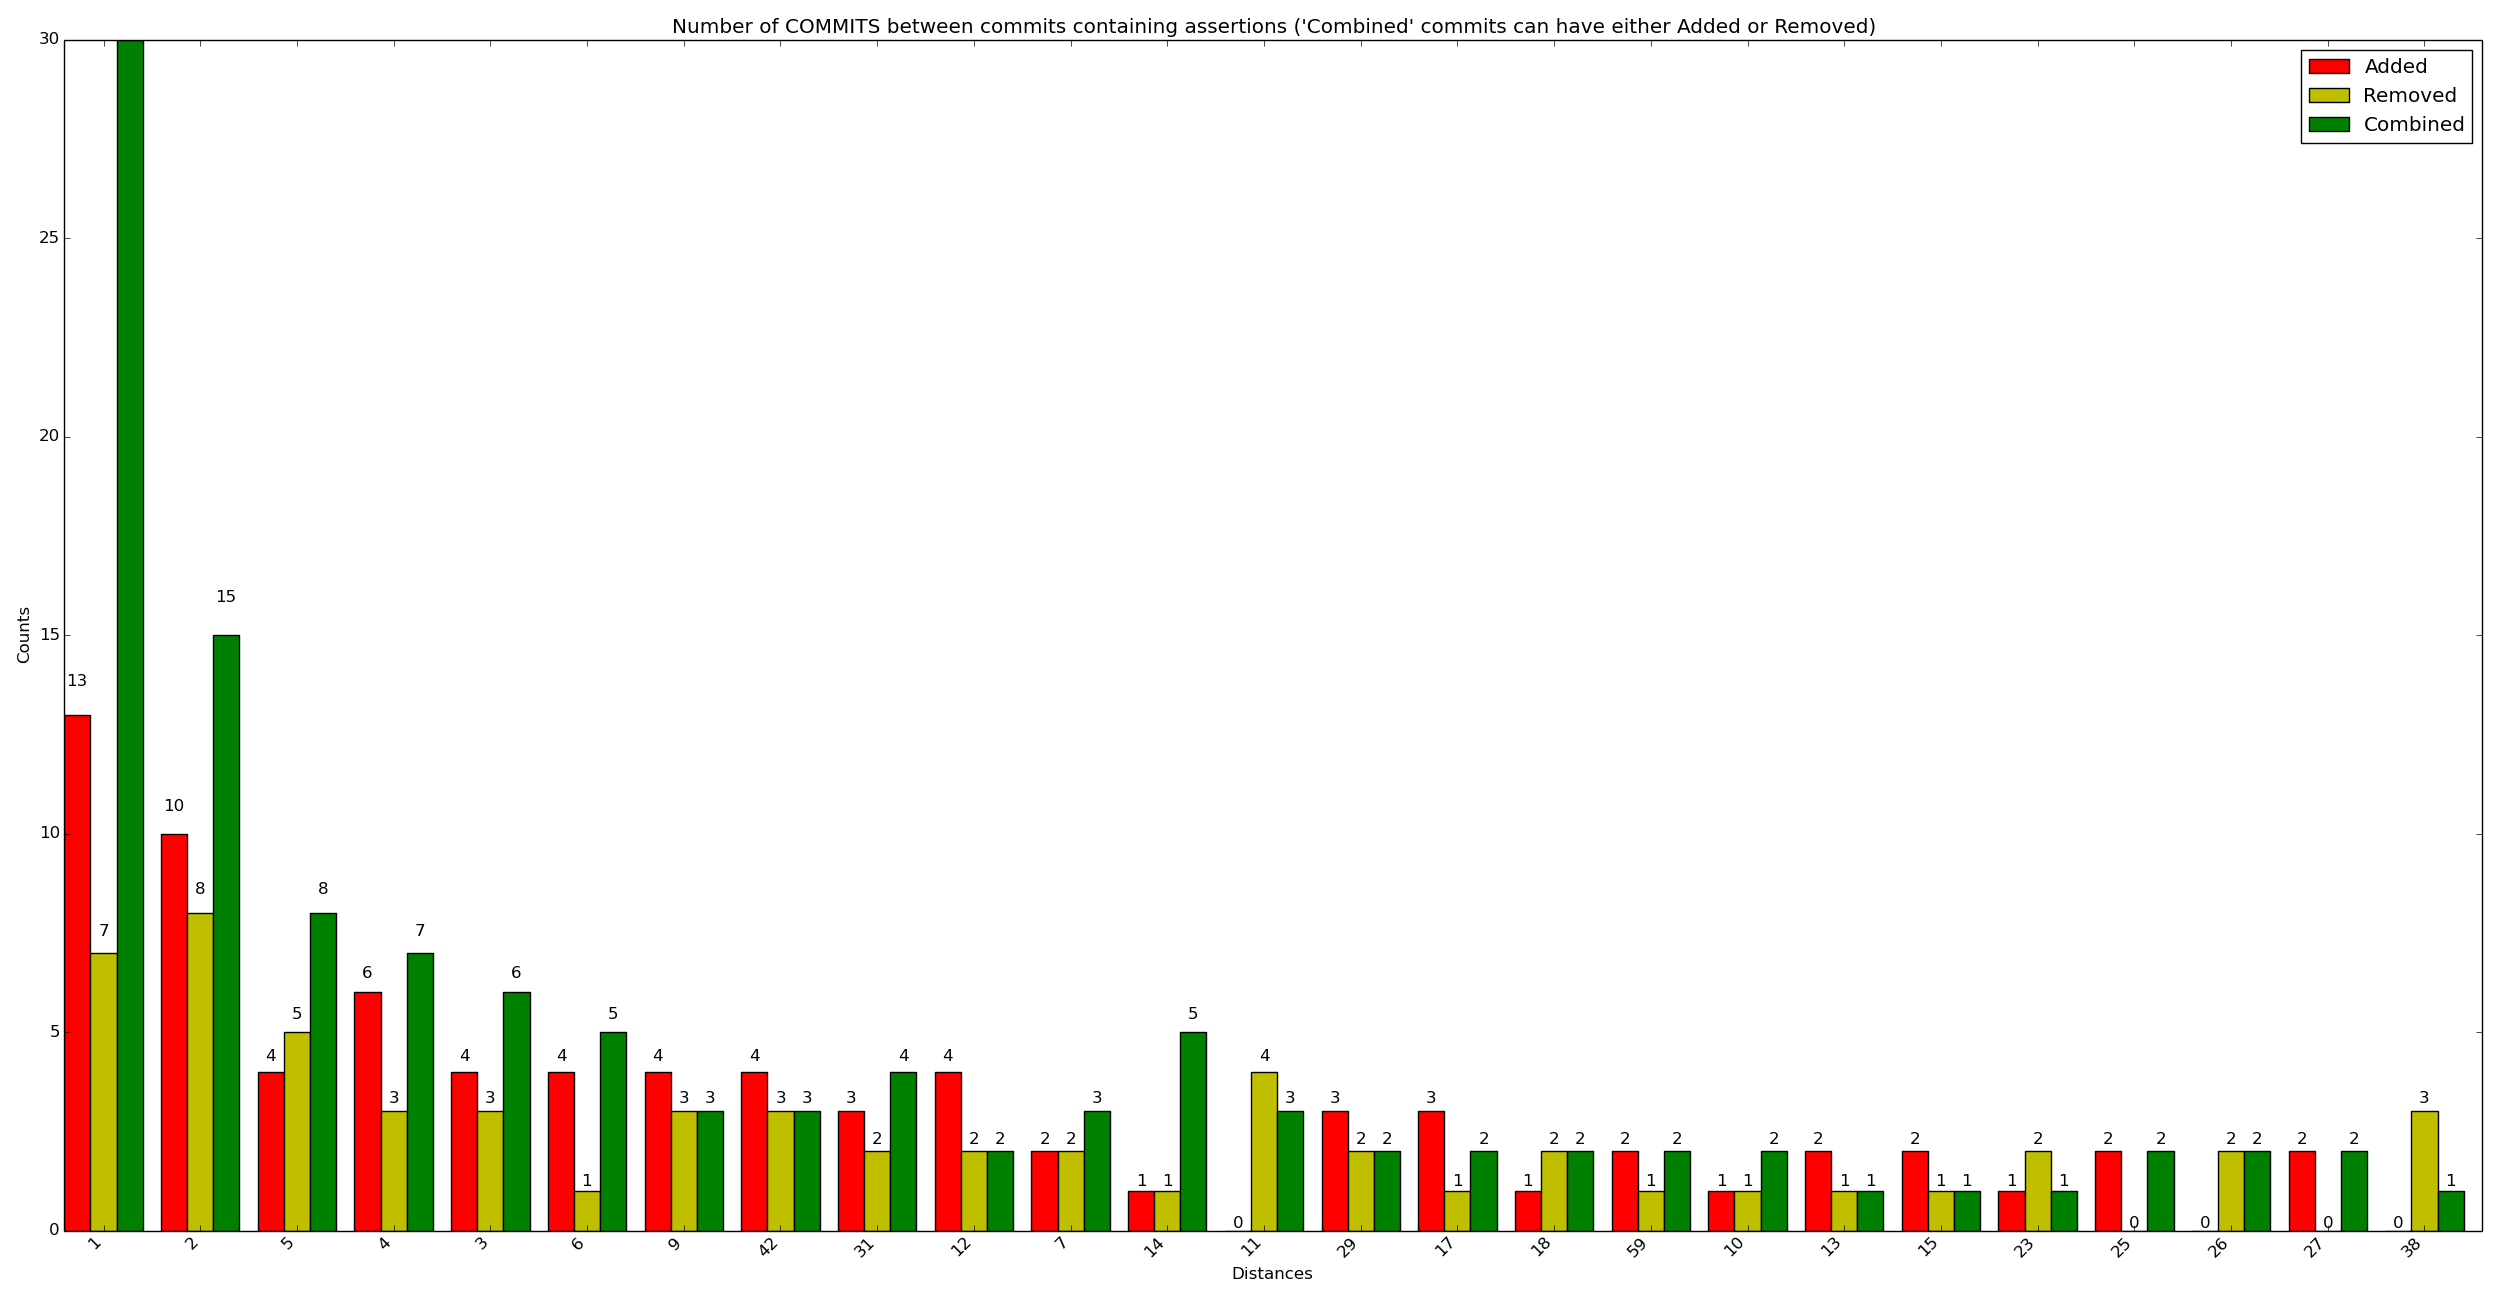 Number of COMMITS between commits containing assertions ('Combined' commits can have either Added or Removed)
Added
Removed
Combined
Counts
30
25
20
15
10
5
0
13 7
10 8 15
4 5 8
6 3 7
4 3 6
4 1 5
4 3 3
4 3 3
3 2 4
4 2 2
2 2 3
1 1 5
0 4 3
3 2 2
3 1 2
1 2 2
2 1 2
1 1 2
2 1 1
2 1 1
1 2 1
2 0 2
0 2 2
2 0 2
0 3 1
1 2 5 4 3 6 9 42 31 12 7 14 11 29 17 18 59 10 13 15 23 25 26 27 38
Distances